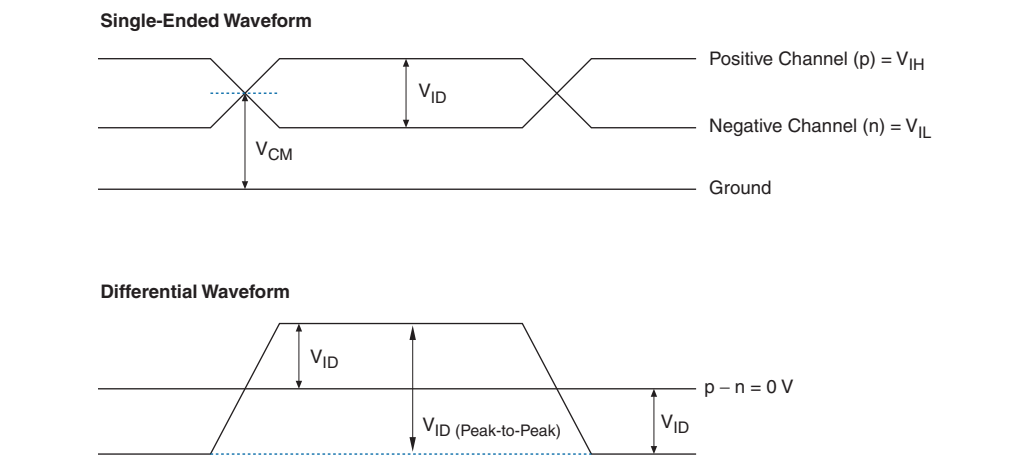 Single-Ended Waveform
Positive Channel (p) = VIH
VID
Negative Channel (n) = VIL
VCM
Ground
Differential Waveform
VID
p – n = 0 V
VID (Peak-to-Peak)
VID